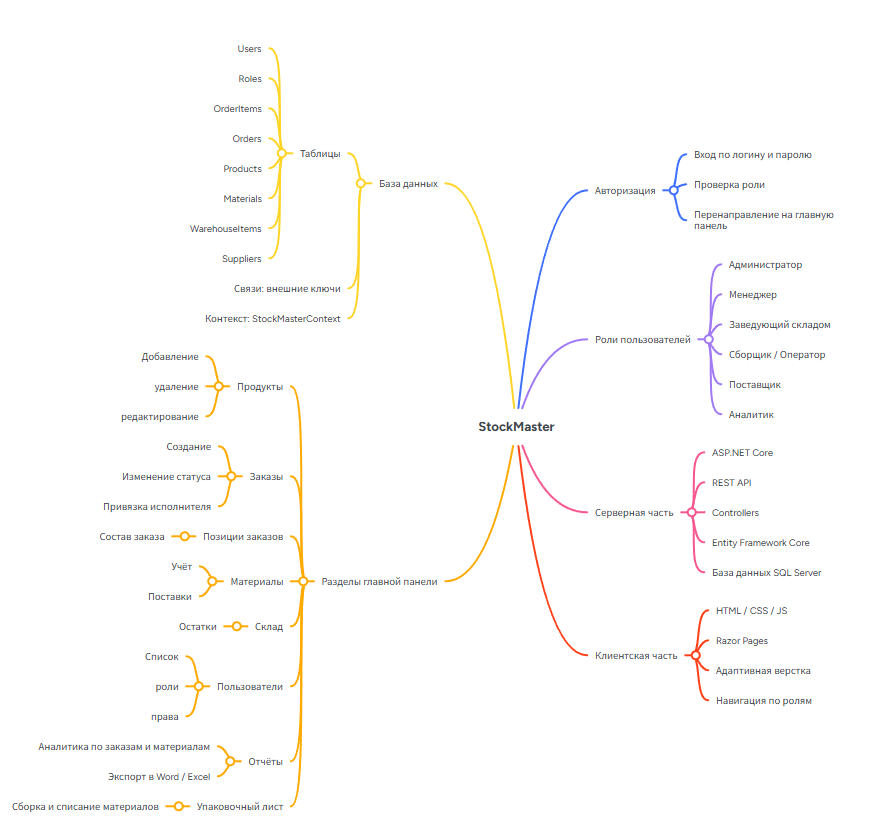 StockMaster
Авторизация
Вход по логину и паролю
Проверка роли
Перенаправление на главную
панель
Роли пользователей
Администратор
Менеджер
Заведующий складом
Сборщик / Оператор
Поставщик
Аналитик
Серверная часть
ASP.NET Core
REST API
Controllers
Entity Framework Core
База данных SQL Server
Клиентская часть
HTML / CSS / JS
Razor Pages
Адаптивная верстка
Навигация по ролям
База данных
Таблицы
Users
Roles
OrderItems
Orders
Products
Materials
WarehouseItems
Suppliers
Связи: внешние ключи
Контекст: StockMasterContext
Разделы главной панели
Продукты
Добавление
удаление
редактирование
Заказы
Создание
Изменение статуса
Привязка исполнителя
Позиции заказов
Состав заказа
Материалы
Учёт
Поставки
Склад
Остатки
Пользователи
Список
роли
права
Отчёты
Аналитика по заказам и материалам
Экспорт в Word / Excel
Упаковочный лист
Сборка и списание материалов